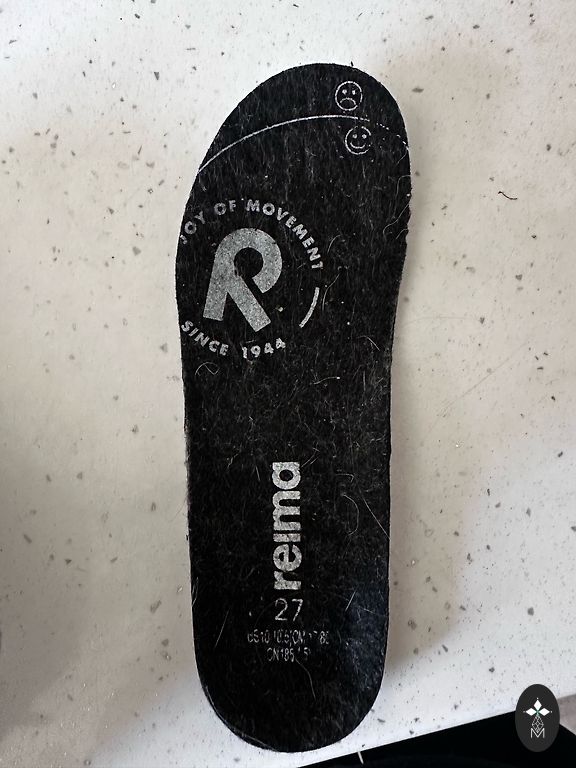 JOY OF MOVEMENT
R
SINCE 1944
reima
27
M